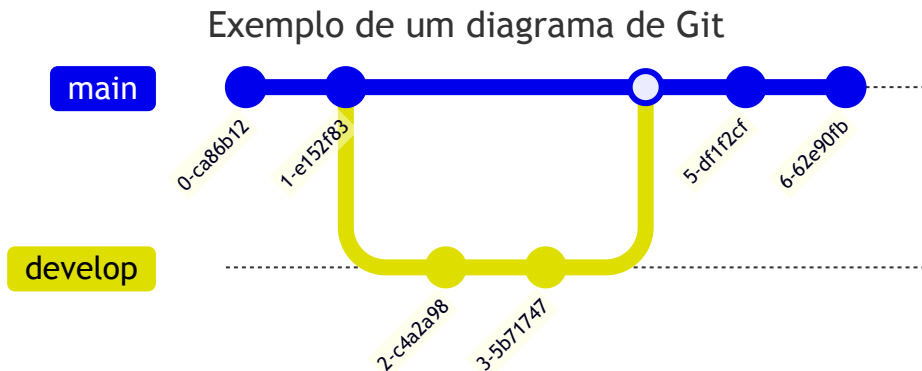 Exemplo de um diagrama de Git
main
0-ca86b12
1-e152f83
5-df1f2cf
6-62e90fb
develop
2-c4a2a98
3-5b71747